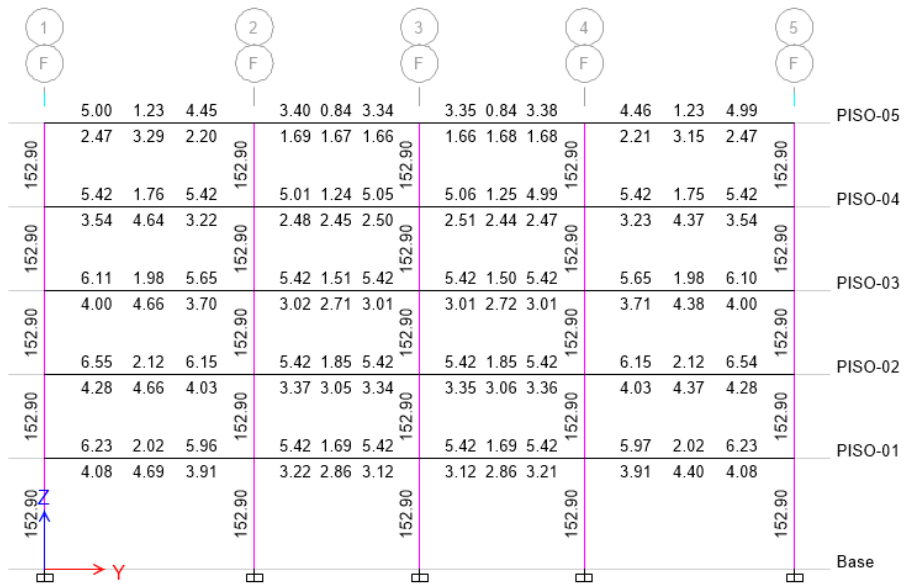 1 2 3 4 5
F F F F F
5.00 1.23 4.45 3.40 0.84 3.34 3.35 0.84 3.38 4.46 1.23 4.99 PISO-05
2.47 3.29 2.20 1.69 1.67 1.66 1.66 1.68 1.68 2.21 3.15 2.47
152.90 152.90 152.90 152.90 152.90
5.42 1.76 5.42 5.01 1.24 5.05 5.06 1.25 4.99 5.42 1.75 5.42 PISO-04
3.54 4.64 3.22 2.48 2.45 2.50 2.51 2.44 2.47 3.23 4.37 3.54
152.90 152.90 152.90 152.90 152.90
6.11 1.98 5.65 5.42 1.51 5.42 5.42 1.50 5.42 5.65 1.98 6.10 PISO-03
4.00 4.66 3.70 3.02 2.71 3.01 3.01 2.72 3.01 3.71 4.38 4.00
152.90 152.90 152.90 152.90 152.90
6.55 2.12 6.15 5.42 1.85 5.42 5.42 1.85 5.42 6.15 2.12 6.54 PISO-02
4.28 4.66 4.03 3.37 3.05 3.34 3.35 3.06 3.36 4.03 4.37 4.28
152.90 152.90 152.90 152.90 152.90
6.23 2.02 5.96 5.42 1.69 5.42 5.42 1.69 5.42 5.97 2.02 6.23 PISO-01
4.08 4.69 3.91 3.22 2.86 3.12 3.12 2.86 3.21 3.91 4.40 4.08
152.90 152.90 152.90 152.90 152.90
Z
Y Base